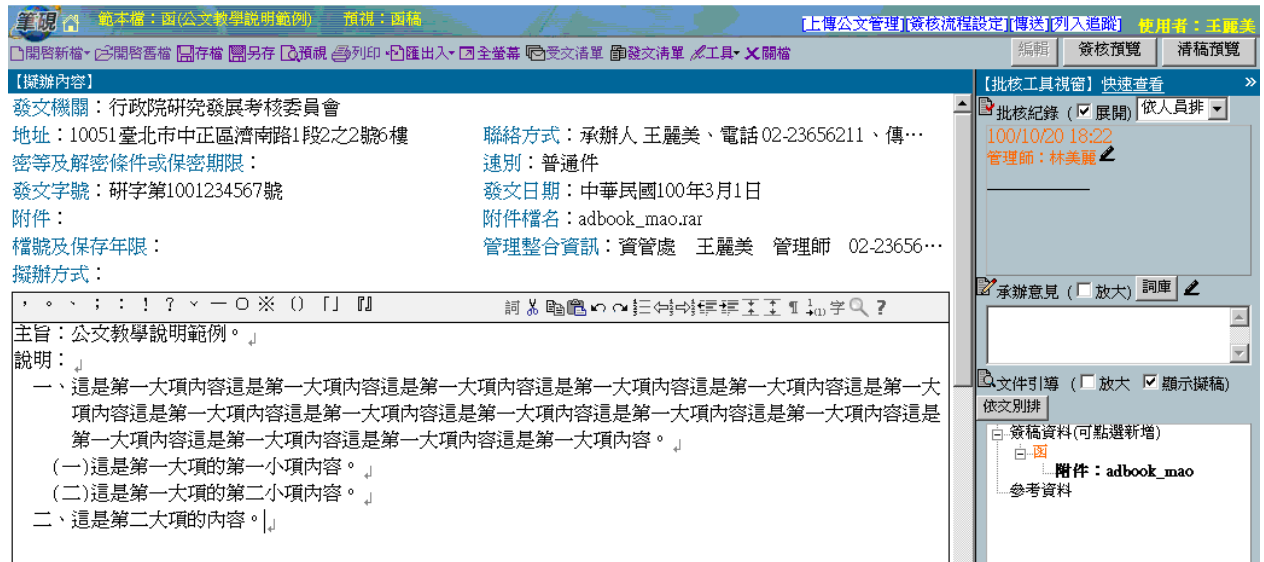 筆硯 範本檔：函(公文教學說明範例) 預視：函稿 [上傳公文管理][簽核流程設定][傳送][列入追蹤] 使用者：王麗美
開啓新檔 開啓舊檔 存檔 另存 預視 列印 匯出入 全螢幕 受文清單 發文清單 工具 關檔 編輯 簽核預覽 清稿預覽
【擬辦內容】
發文機關：行政院研究發展考核委員會
地址：10051臺北市中正區濟南路1段2之2號6樓 聯絡方式：承辦人 王麗美、電話 02-23656211、傳…
密等及解密條件或保密期限： 速別：普通件
發文字號：研字第1001234567號 發文日期：中華民國100年3月1日
附件： 附件檔名：adbook_mao.rar
檔號及保存年限： 管理整合資訊：資管處 王麗美 管理師 02-23656…
擬辦方式：
，。、；：！？ˇ—○※（）「」『』 詞 字 ?
主旨：公文教學說明範例。
說明：
一、這是第一大項內容這是第一大項內容這是第一大項內容這是第一大項內容這是第一大項內容這是第一大
項內容這是第一大項內容這是第一大項內容這是第一大項內容這是第一大項內容這是第一大項內容這是
第一大項內容這是第一大項內容這是第一大項內容這是第一大項內容。
(一)這是第一大項的第一小項內容。
(二)這是第一大項的第二小項內容。
二、這是第二大項的內容。
【批核工具視窗】快速查看 »
批核紀錄 (展開) 依人員排
100/10/20 18:22
管理師：林美麗
承辦意見 (放大) 詞庫
文件引導 (放大 顯示擬稿)
依文別排
簽稿資料(可點選新增)
函
附件：adbook_mao
參考資料